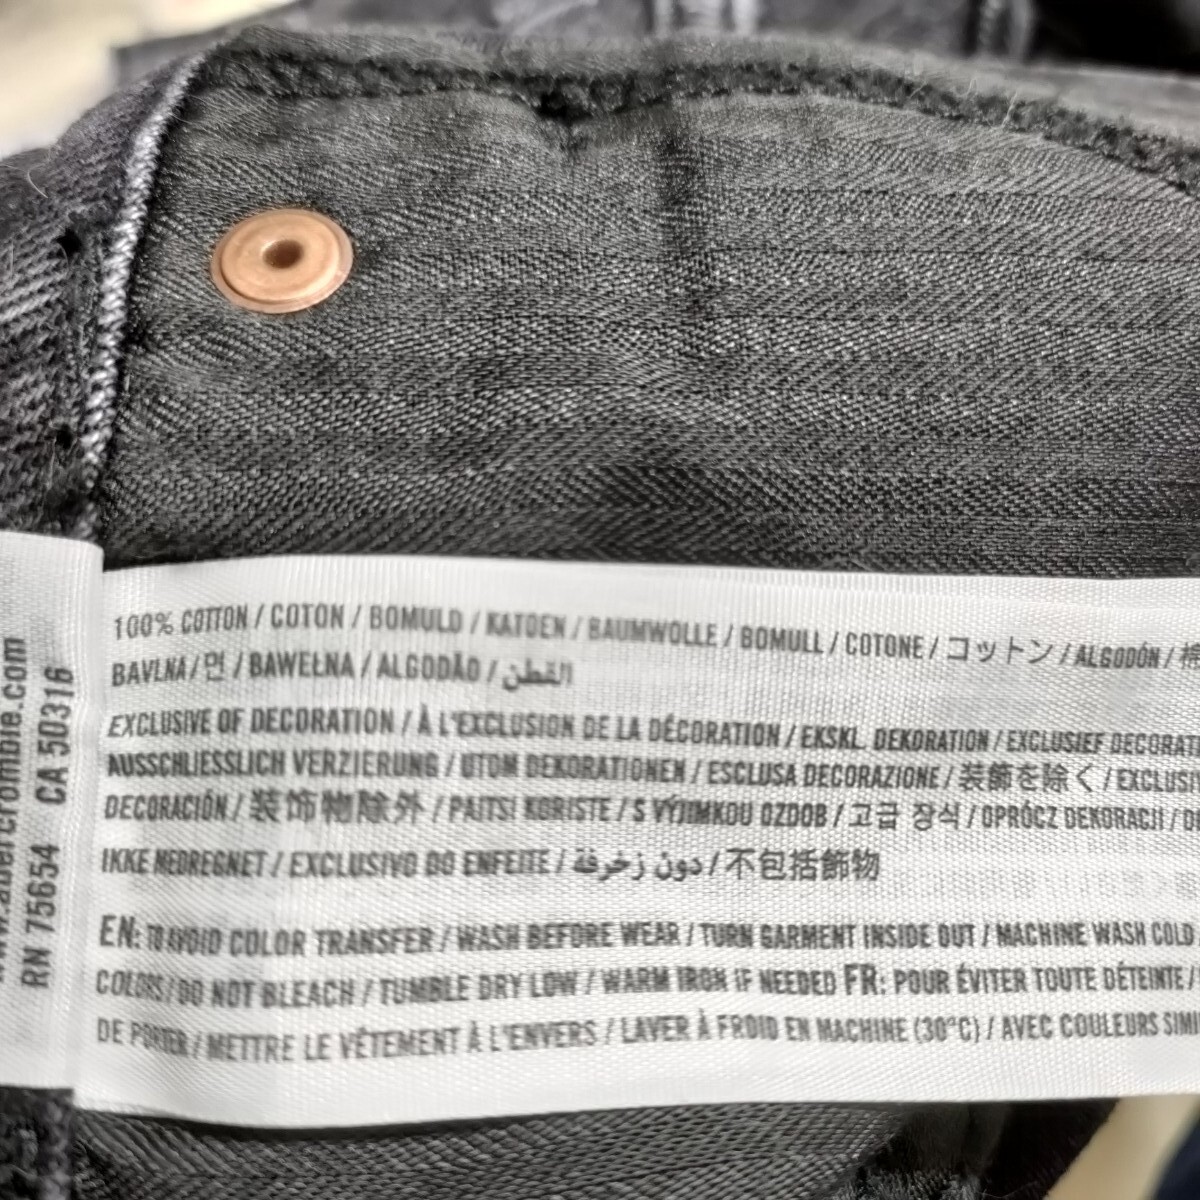 100% COTTON / COTON / BOMULD / KATOEN / BAUMWOLLE / BOMULL / COTONE / コットン / ALGODÓN /
BAVLNA / 면 / BAWEŁNA / ALGODÃO / القطن
EXCLUSIVE OF DECORATION / À L'EXCLUSION DE LA DÉCORATION / EKSKL. DEKORATION / EXCLUSIEF DECORAT
AUSSCHLIESSLICH VERZIERUNG / UTOM DEKORATIONEN / ESCLUSA DECORAZIONE / 装飾を除く / EXCLUSI
DECORACIÓN / 装饰物除外 / PAITSI KORISTE / S VÝJIMKOU OZDOB / 고급 장식 / OPRÓCZ DEKORACJI /
IKKE MEDREGNET / EXCLUSIVO DO ENFEITE / دون زخرفة / 不包括飾物
EN: TO AVOID COLOR TRANSFER / WASH BEFORE WEAR / TURN GARMENT INSIDE OUT / MACHINE WASH COLD
COLORS / DO NOT BLEACH / TUMBLE DRY LOW / WARM IRON IF NEEDED FR: POUR ÉVITER TOUTE DÉTEINTE /
DE PORTER / METTRE LE VÊTEMENT À L'ENVERS / LAVER À FROID EN MACHINE (30°C) / AVEC COULEURS SIMI
www.abercrombie.com
RN 75654 CA 50316